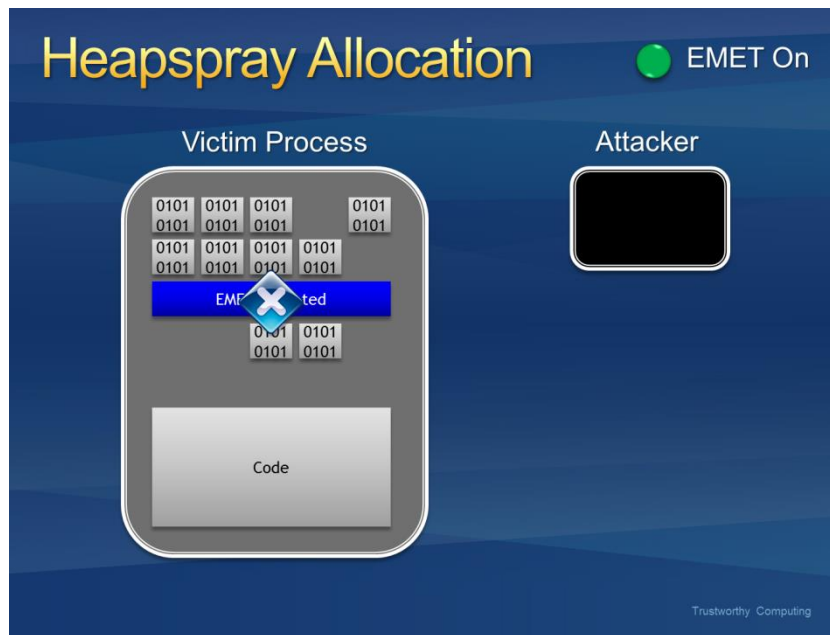 Heapspray Allocation
EMET On
Victim Process
Attacker
0101 0101 0101 0101
0101 0101 0101 0101
0101 0101 0101 0101
0101 0101 0101 0101
0101 0101
0101 0101
Code
Trustworthy Computing